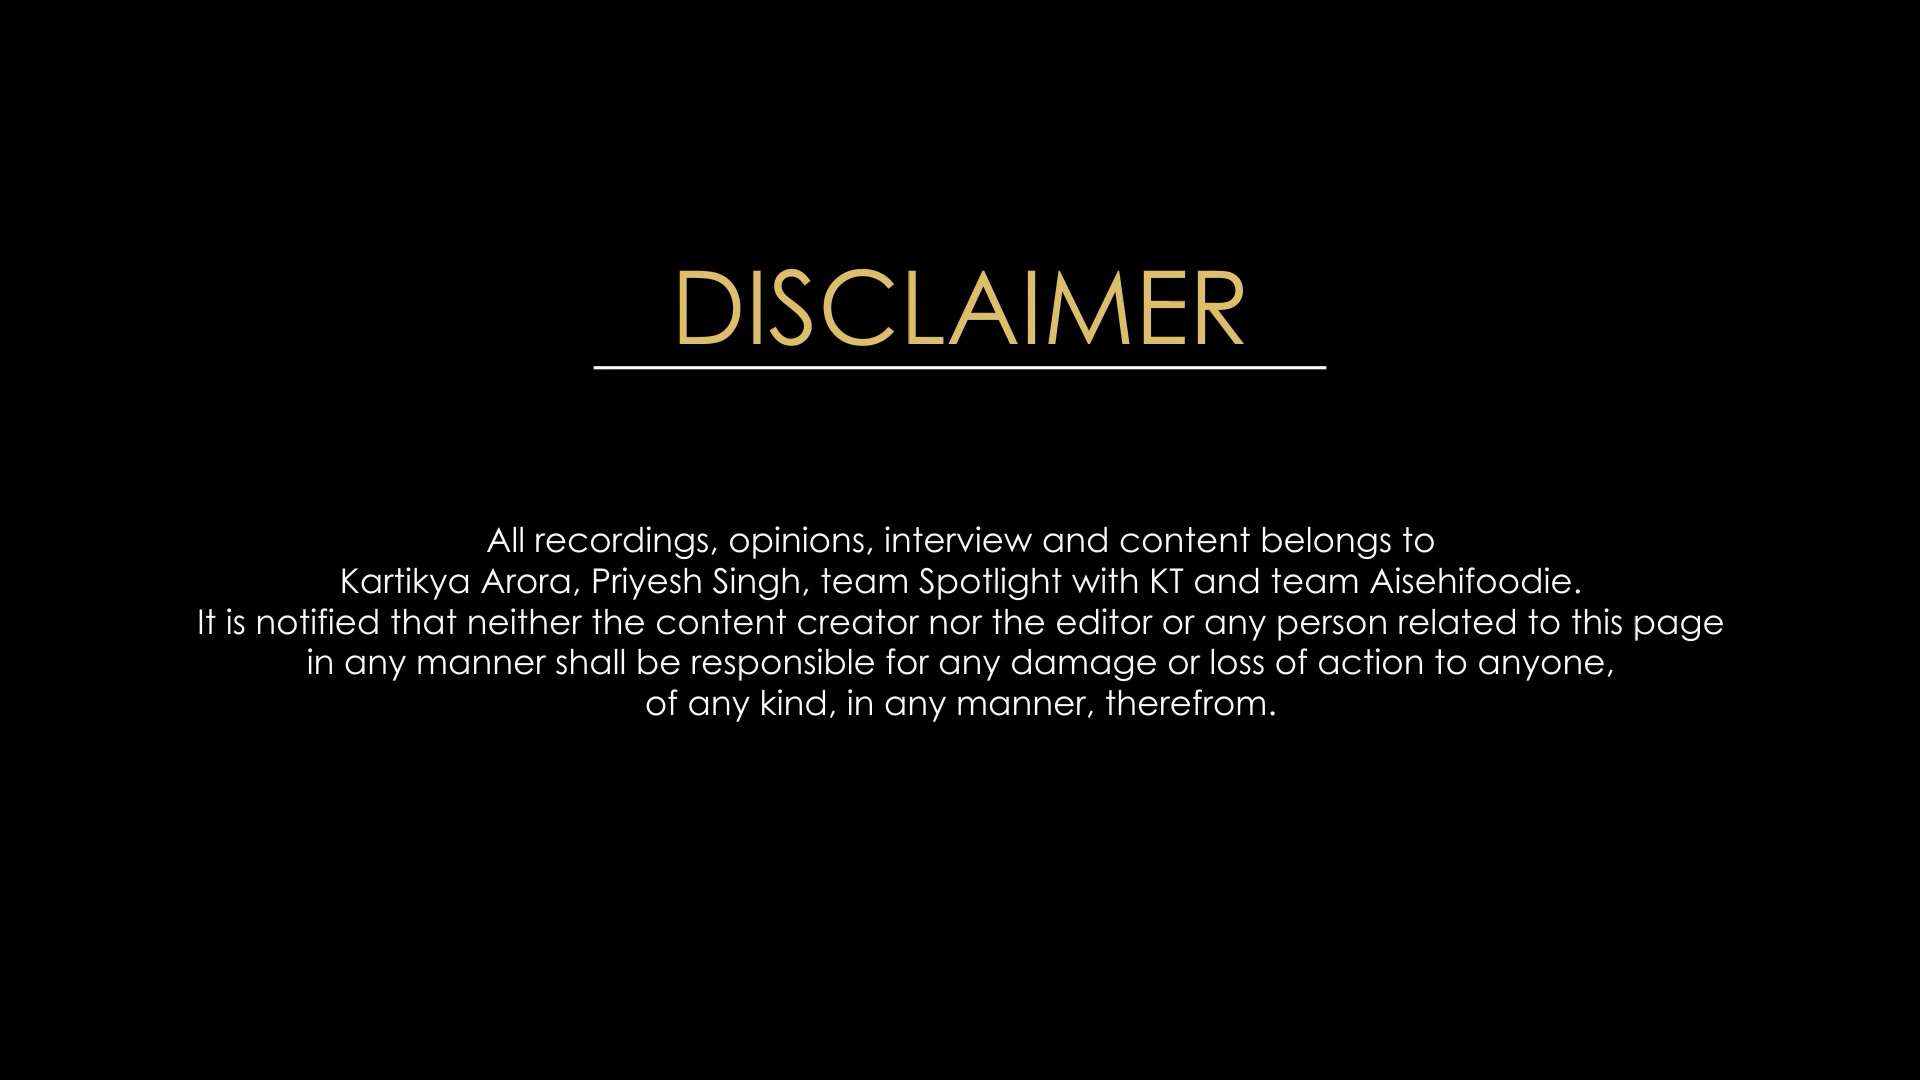 DISCLAIMER
All recordings, opinions, interview and content belongs to
Kartikya Arora, Priyesh Singh, team Spotlight with KT and team Aisehifoodie.
It is notified that neither the content creator nor the editor or any person related to this page
in any manner shall be responsible for any damage or loss of action to anyone,
of any kind, in any manner, therefrom.